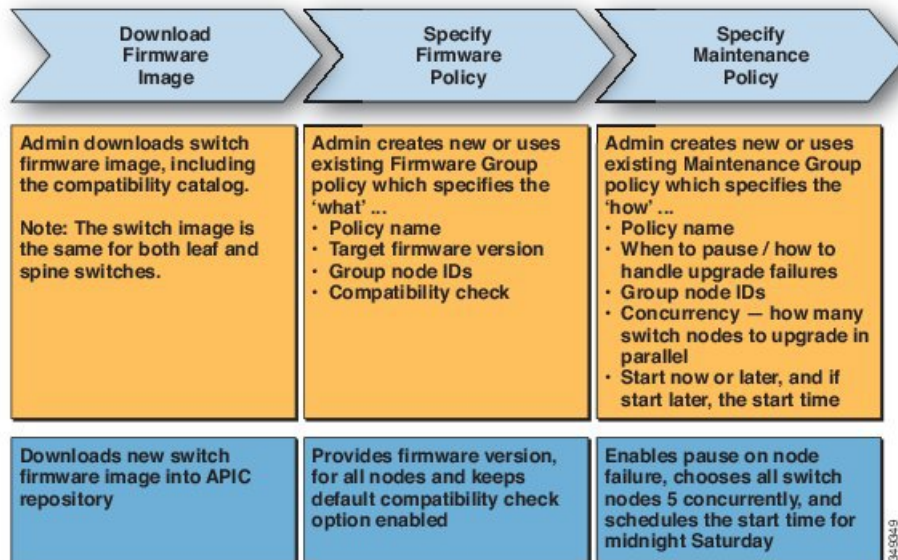 Download
Firmware
Image
Specify
Firmware
Policy
Specify
Maintenance
Policy
Admin downloads switch
firmware image, including
the compatibility catalog.
Note: The switch image is
the same for both leaf and
spine switches.
Admin creates new or uses
existing Firmware Group
policy which specifies the
‘what’ ...
• Policy name
• Target firmware version
• Group node IDs
• Compatibility check
Admin creates new or uses
existing Maintenance Group
policy which specifies the
‘how’ ...
• Policy name
• When to pause / how to
handle upgrade failures
• Group node IDs
• Concurrency — how many
switch nodes to upgrade in
parallel
• Start now or later, and if
start later, the start time
Downloads new switch
firmware image into APIC
repository
Provides firmware version,
for all nodes and keeps
default compatibility check
option enabled
Enables pause on node
failure, chooses all switch
nodes 5 concurrently, and
schedules the start time for
midnight Saturday
349349